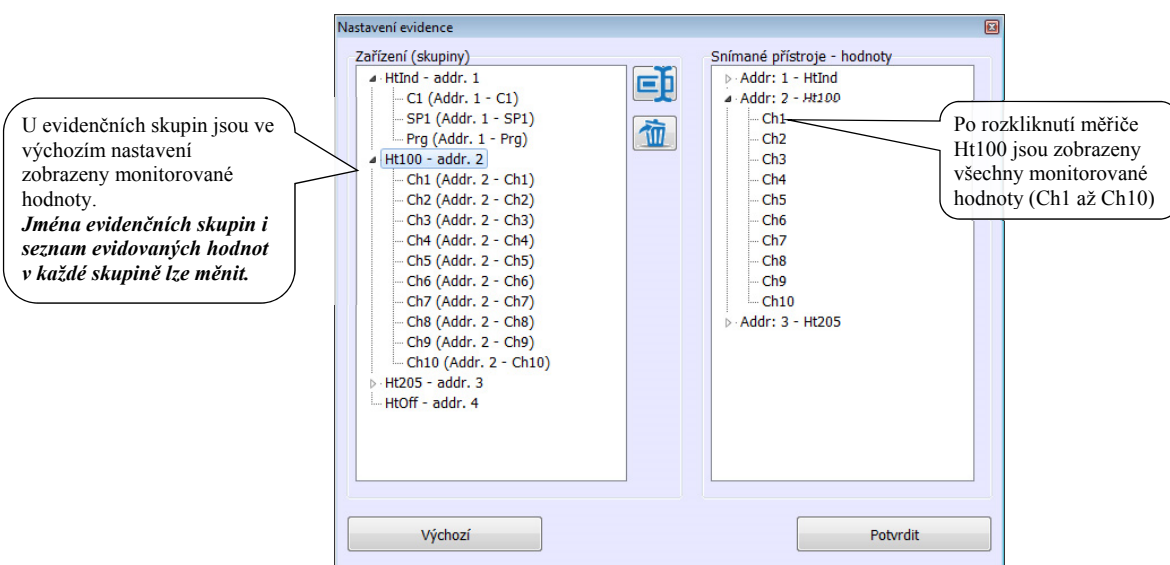 Nastavení evidence
Zařízení (skupiny)
HtInd - addr. 1
C1 (Addr. 1 - C1)
SP1 (Addr. 1 - SP1)
Prg (Addr. 1 - Prg)
Ht100 - addr. 2
Ch1 (Addr. 2 - Ch1)
Ch2 (Addr. 2 - Ch2)
Ch3 (Addr. 2 - Ch3)
Ch4 (Addr. 2 - Ch4)
Ch5 (Addr. 2 - Ch5)
Ch6 (Addr. 2 - Ch6)
Ch7 (Addr. 2 - Ch7)
Ch8 (Addr. 2 - Ch8)
Ch9 (Addr. 2 - Ch9)
Ch10 (Addr. 2 - Ch10)
Ht205 - addr. 3
HtOff - addr. 4
Snímané přístroje - hodnoty
Addr: 1 - HtInd
Addr: 2 - Ht100
Ch1
Ch2
Ch3
Ch4
Ch5
Ch6
Ch7
Ch8
Ch9
Ch10
Addr: 3 - Ht205
Výchozí
Potvrdit
U evidenčních skupin jsou ve
výchozím nastavení
zobrazeny monitorované
hodnoty.
Jména evidenčních skupin i
seznam evidovaných hodnot
v každé skupině lze měnit.
Po rozkliknutí měřiče
Ht100 jsou zobrazeny
všechny monitorované
hodnoty (Ch1 až Ch10)